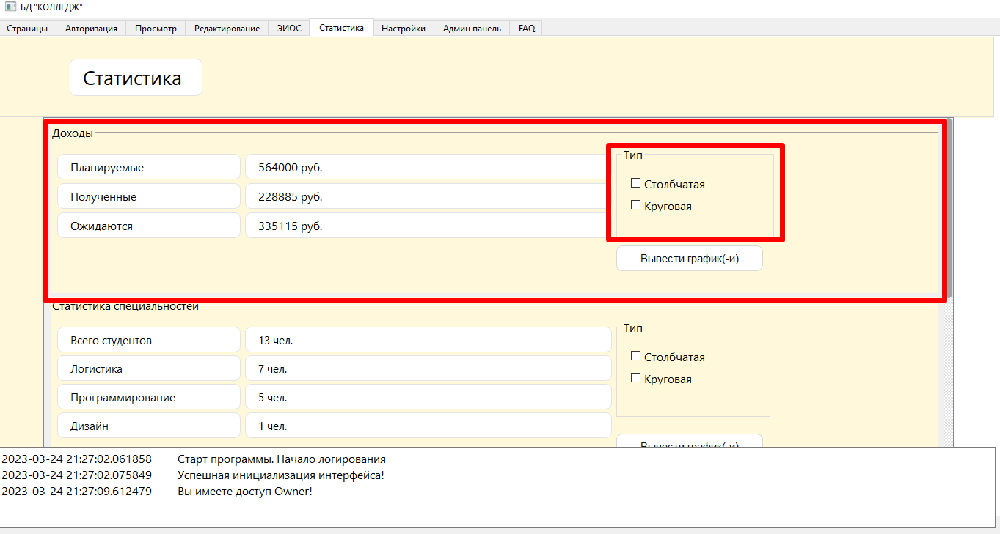 БД "КОЛЛЕДЖ"
Страницы Авторизация Просмотр Редактирование ЭИОС Статистика Настройки Админ панель FAQ
Статистика
Доходы
Тип
Планируемые 564000 руб.
Столбчатая
Полученные 228885 руб.
Круговая
Ожидаются 335115 руб.
Вывести график(-и)
Статистика специальностей
Тип
Всего студентов 13 чел.
Столбчатая
Логистика 7 чел.
Круговая
Программирование 5 чел.
Дизайн 1 чел.
Вывести график(-и)
2023-03-24 21:27:02.061858 Старт программы. Начало логирования
2023-03-24 21:27:02.075849 Успешная инициализация интерфейса!
2023-03-24 21:27:09.612479 Вы имеете доступ Owner!